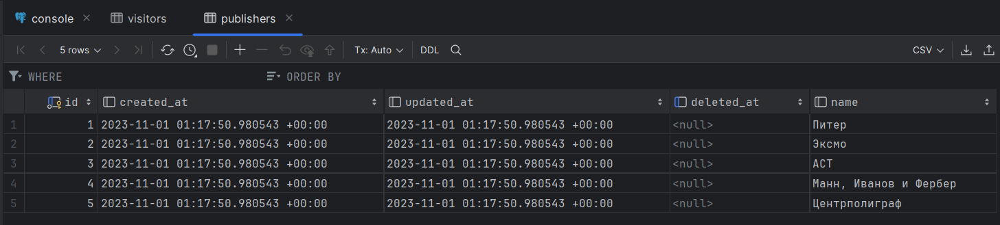 console visitors publishers
5 rows Tx: Auto DDL CSV
WHERE ORDER BY
id created_at updated_at deleted_at name
1 1 2023-11-01 01:17:50.980543 +00:00 2023-11-01 01:17:50.980543 +00:00 <null> Питер
2 2 2023-11-01 01:17:50.980543 +00:00 2023-11-01 01:17:50.980543 +00:00 <null> Эксмо
3 3 2023-11-01 01:17:50.980543 +00:00 2023-11-01 01:17:50.980543 +00:00 <null> АСТ
4 4 2023-11-01 01:17:50.980543 +00:00 2023-11-01 01:17:50.980543 +00:00 <null> Манн, Иванов и Фербер
5 5 2023-11-01 01:17:50.980543 +00:00 2023-11-01 01:17:50.980543 +00:00 <null> Центрполиграф